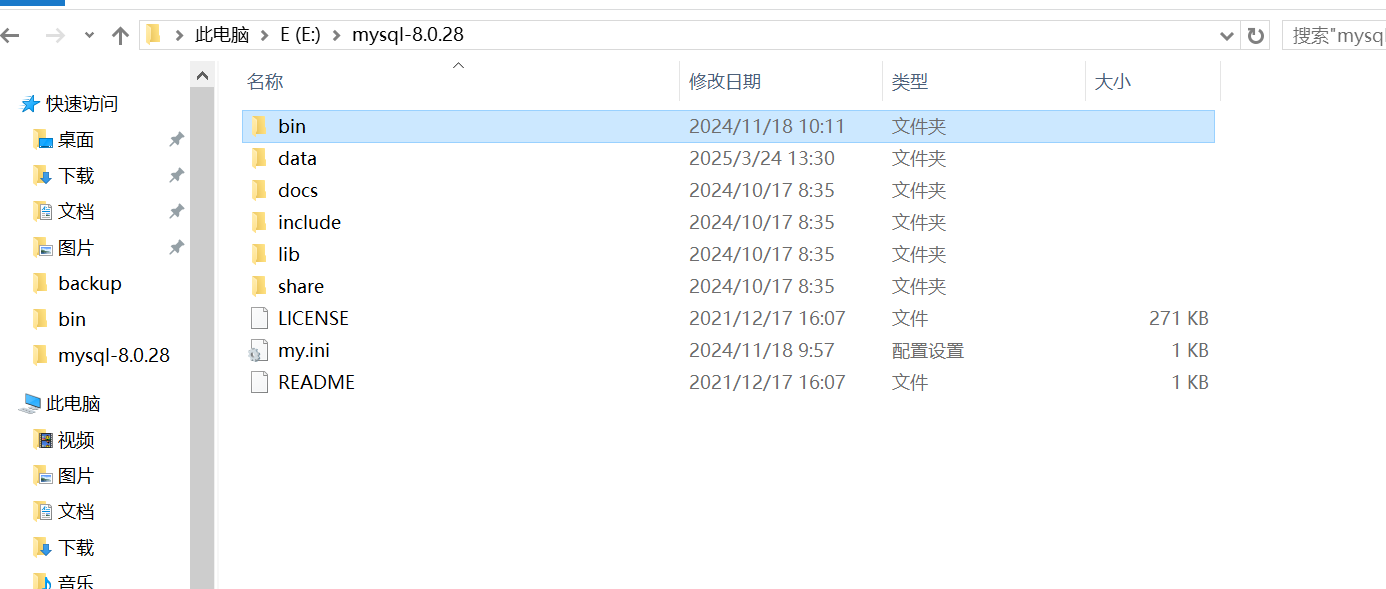 此电脑 E (E:) mysql-8.0.28 搜索"mysql
名称 修改日期 类型 大小
快速访问
桌面
下载
文档
图片
backup
bin
mysql-8.0.28
此电脑
视频
图片
文档
下载
音乐
bin 2024/11/18 10:11 文件夹
data 2025/3/24 13:30 文件夹
docs 2024/10/17 8:35 文件夹
include 2024/10/17 8:35 文件夹
lib 2024/10/17 8:35 文件夹
share 2024/10/17 8:35 文件夹
LICENSE 2021/12/17 16:07 文件 271 KB
my.ini 2024/11/18 9:57 配置设置 1 KB
README 2021/12/17 16:07 文件 1 KB